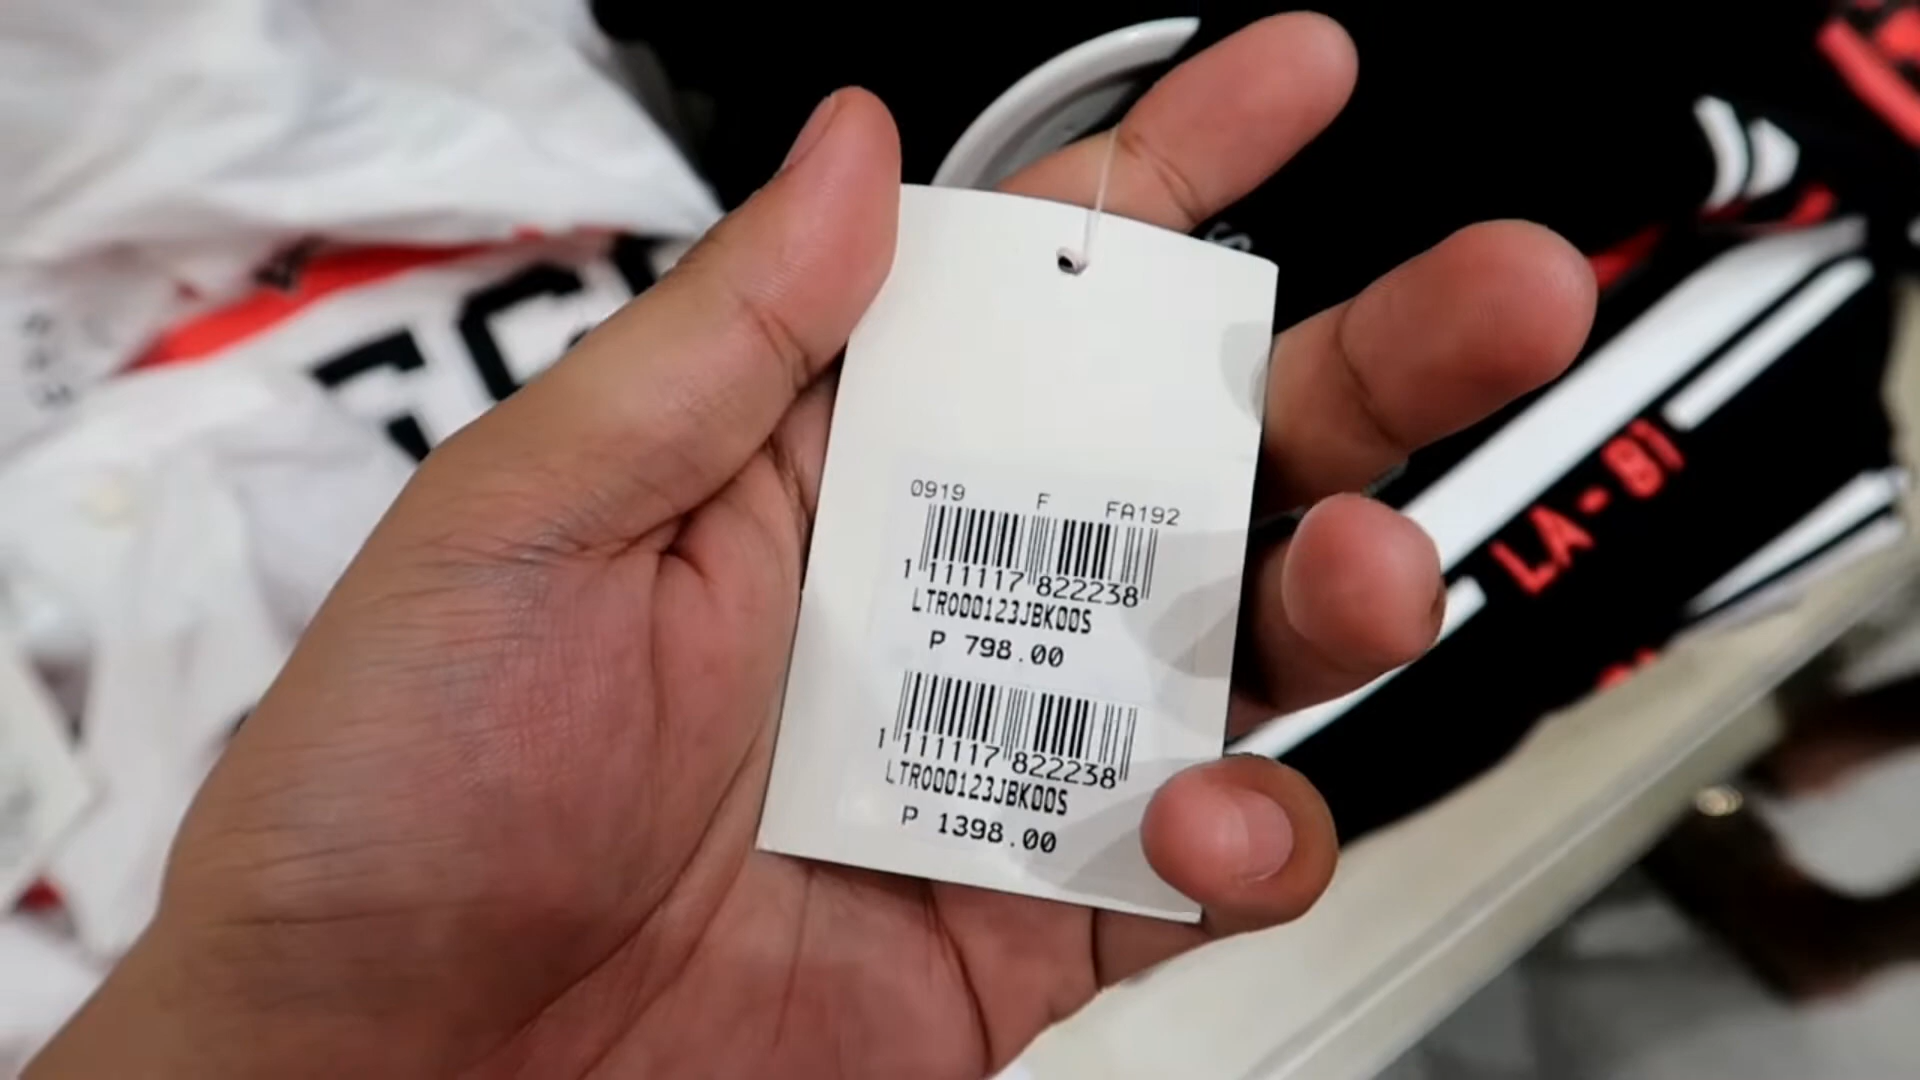 0919 F FA192
1 111117 822238
LTR000123JBK00S
P 798.00
1 111117 822238
LTR000123JBK00S
P 1398.00
LA-81